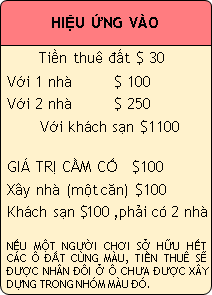 HIỆU ỨNG VÀO
Tiền thuê đất $ 30
Với 1 nhà $ 100
Với 2 nhà $ 250
Với khách sạn $1100
GIÁ TRỊ CẦM CỐ $100
Xây nhà (một căn) $100
Khách sạn $100 ,phải có 2 nhà
NẾU MỘT NGƯỜI CHƠI SỞ HỮU HẾT
CÁC Ô ĐẤT CÙNG MÀU, TIỀN THUÊ SẼ
ĐƯỢC NHÂN ĐÔI Ở Ô CHƯA ĐƯỢC XÂY
DỰNG TRONG NHÓM MÀU ĐÓ.